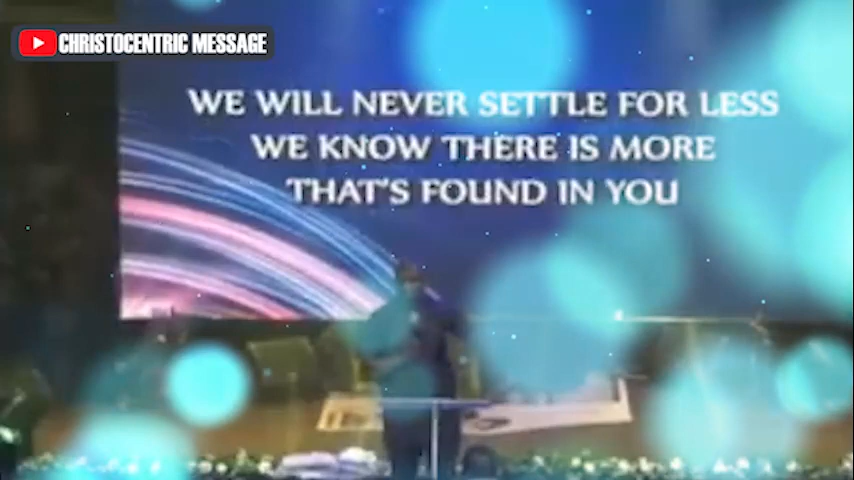 CHRISTOCENTRIC MESSAGE
WE WILL NEVER SETTLE FOR LESS
WE KNOW THERE IS MORE
THAT'S FOUND IN YOU